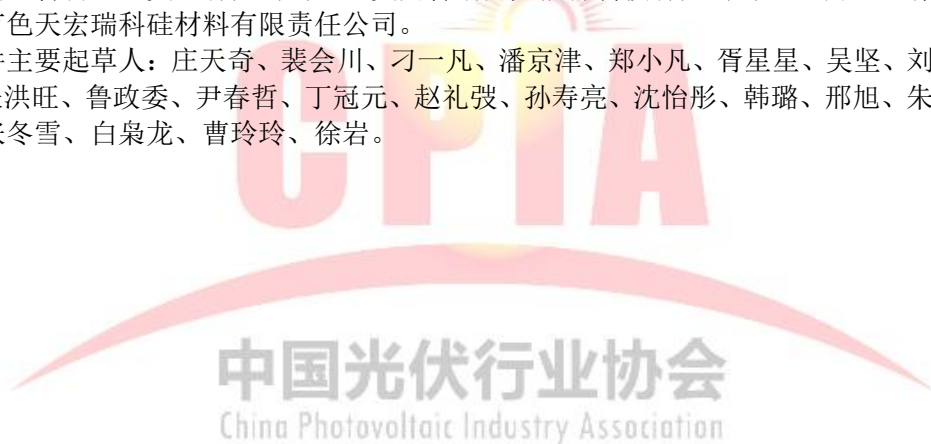 色天宏瑞科硅材料有限责任公司。
主要起草人：庄天奇、裴会川、刁一凡、潘京津、郑小凡、胥星星、吴坚、刘
洪旺、鲁政委、尹春哲、丁冠元、赵礼弢、孙寿亮、沈怡彤、韩璐、邢旭、朱
冬雪、白枭龙、曹玲玲、徐岩。
CPIA
中国光伏行业协会
China Photovoltaic Industry Association